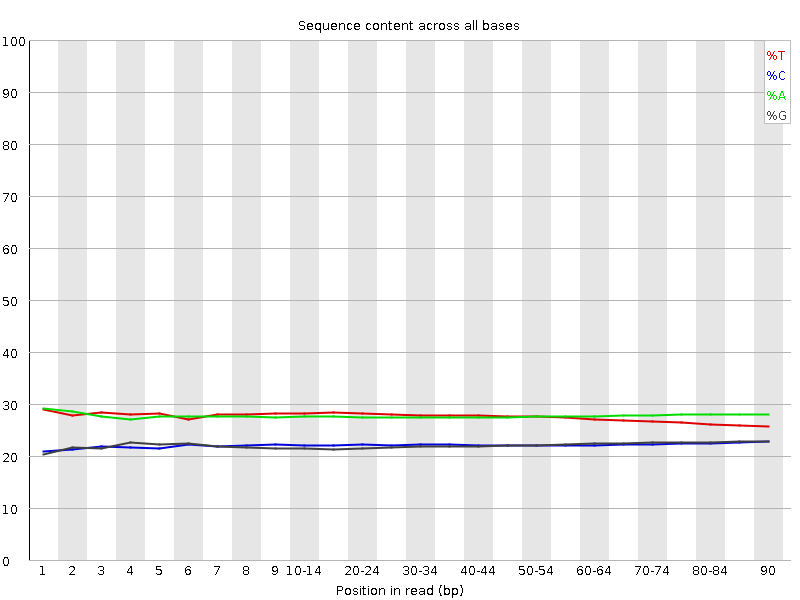 Sequence content across all bases
100
90
80
70
60
50
40
30
20
10
0
%T
%C
%A
%G
1 2 3 4 5 6 7 8 9 10-14 20-24 30-34 40-44 50-54 60-64 70-74 80-84 90
Position in read (bp)